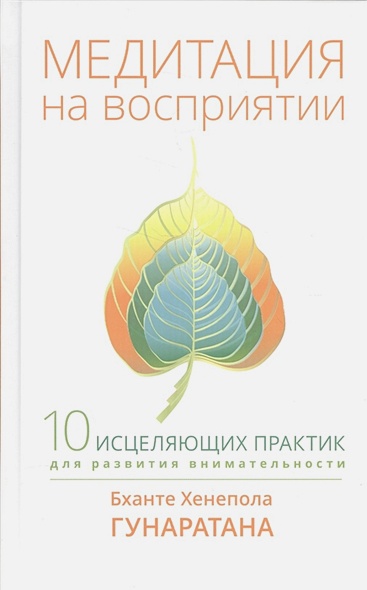 МЕДИТАЦИЯ
на восприятии
10 ИСЦЕЛЯЮЩИХ ПРАКТИК
для развития внимательности
Бханте Хенепола
ГУНАРАТАНА